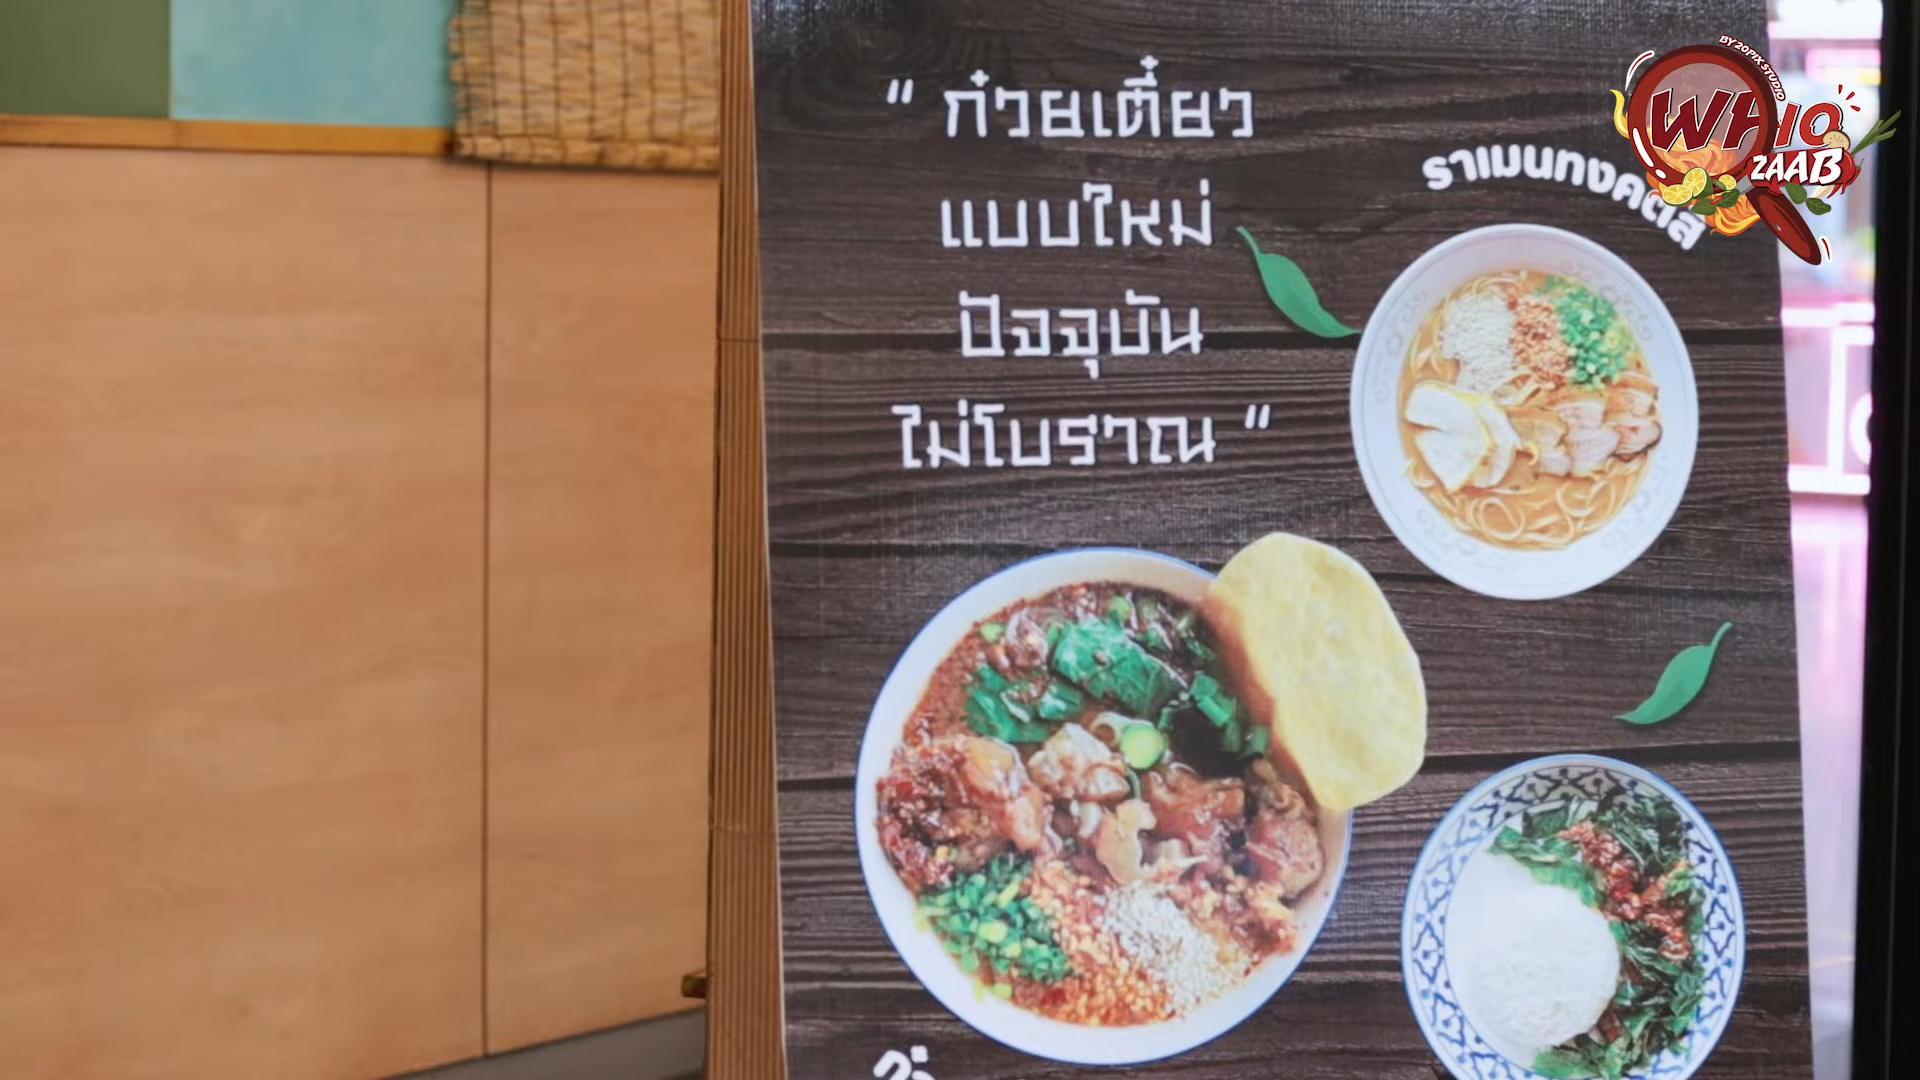 " ก๋วยเตี๋ยว
แบบใหม่
ปัจจุบัน
ไม่โบราณ "
ราเมนทงคตสึ
BY 20PIX STUDIO
WHIO
ZAAB